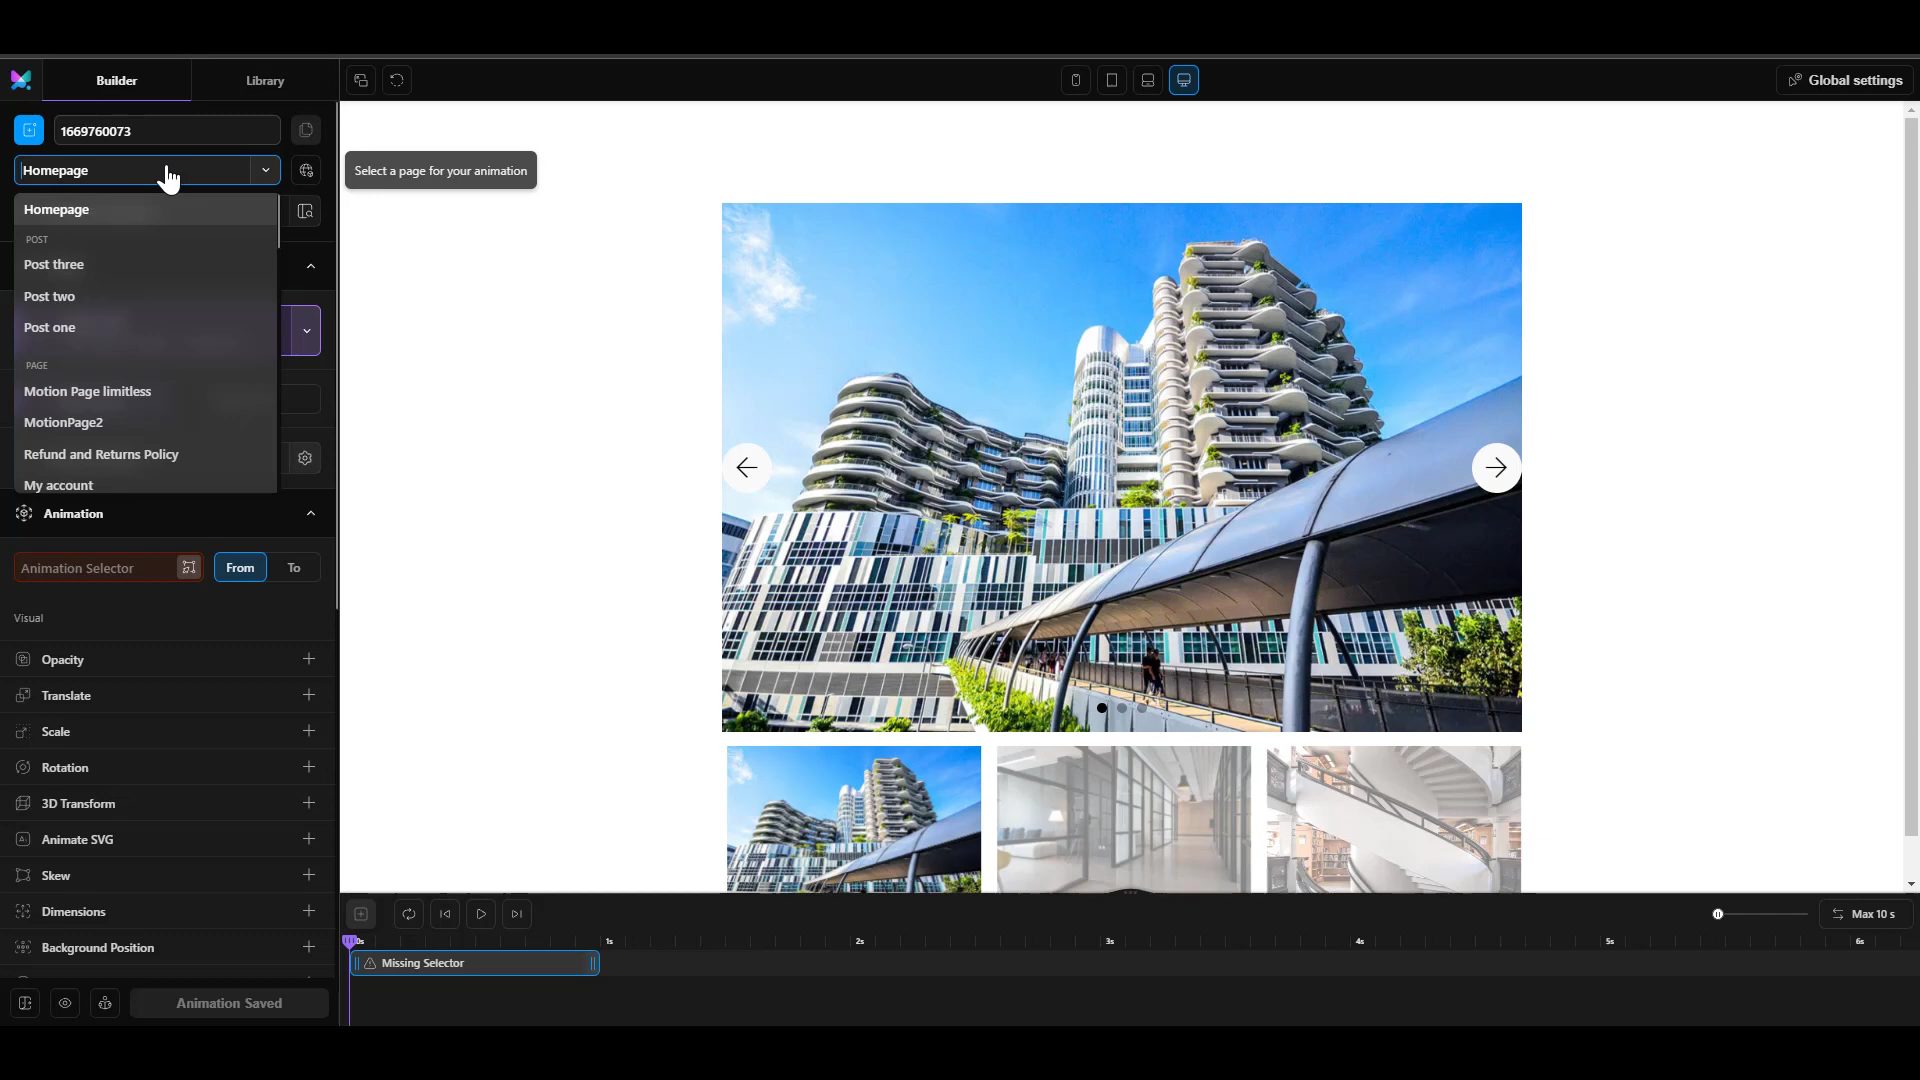 Builder
Library
Global settings
1669760073
Homepage
Select a page for your animation
Homepage
POST
Post three
Post two
Post one
PAGE
Motion Page limitless
MotionPage2
Refund and Returns Policy
My account
Animation
Animation Selector
From
To
Visual
Opacity
Translate
Scale
Rotation
3D Transform
Animate SVG
Skew
Dimensions
Background Position
Animation Saved
Max 10 s
0s
1s
2s
3s
4s
5s
6s
Missing Selector